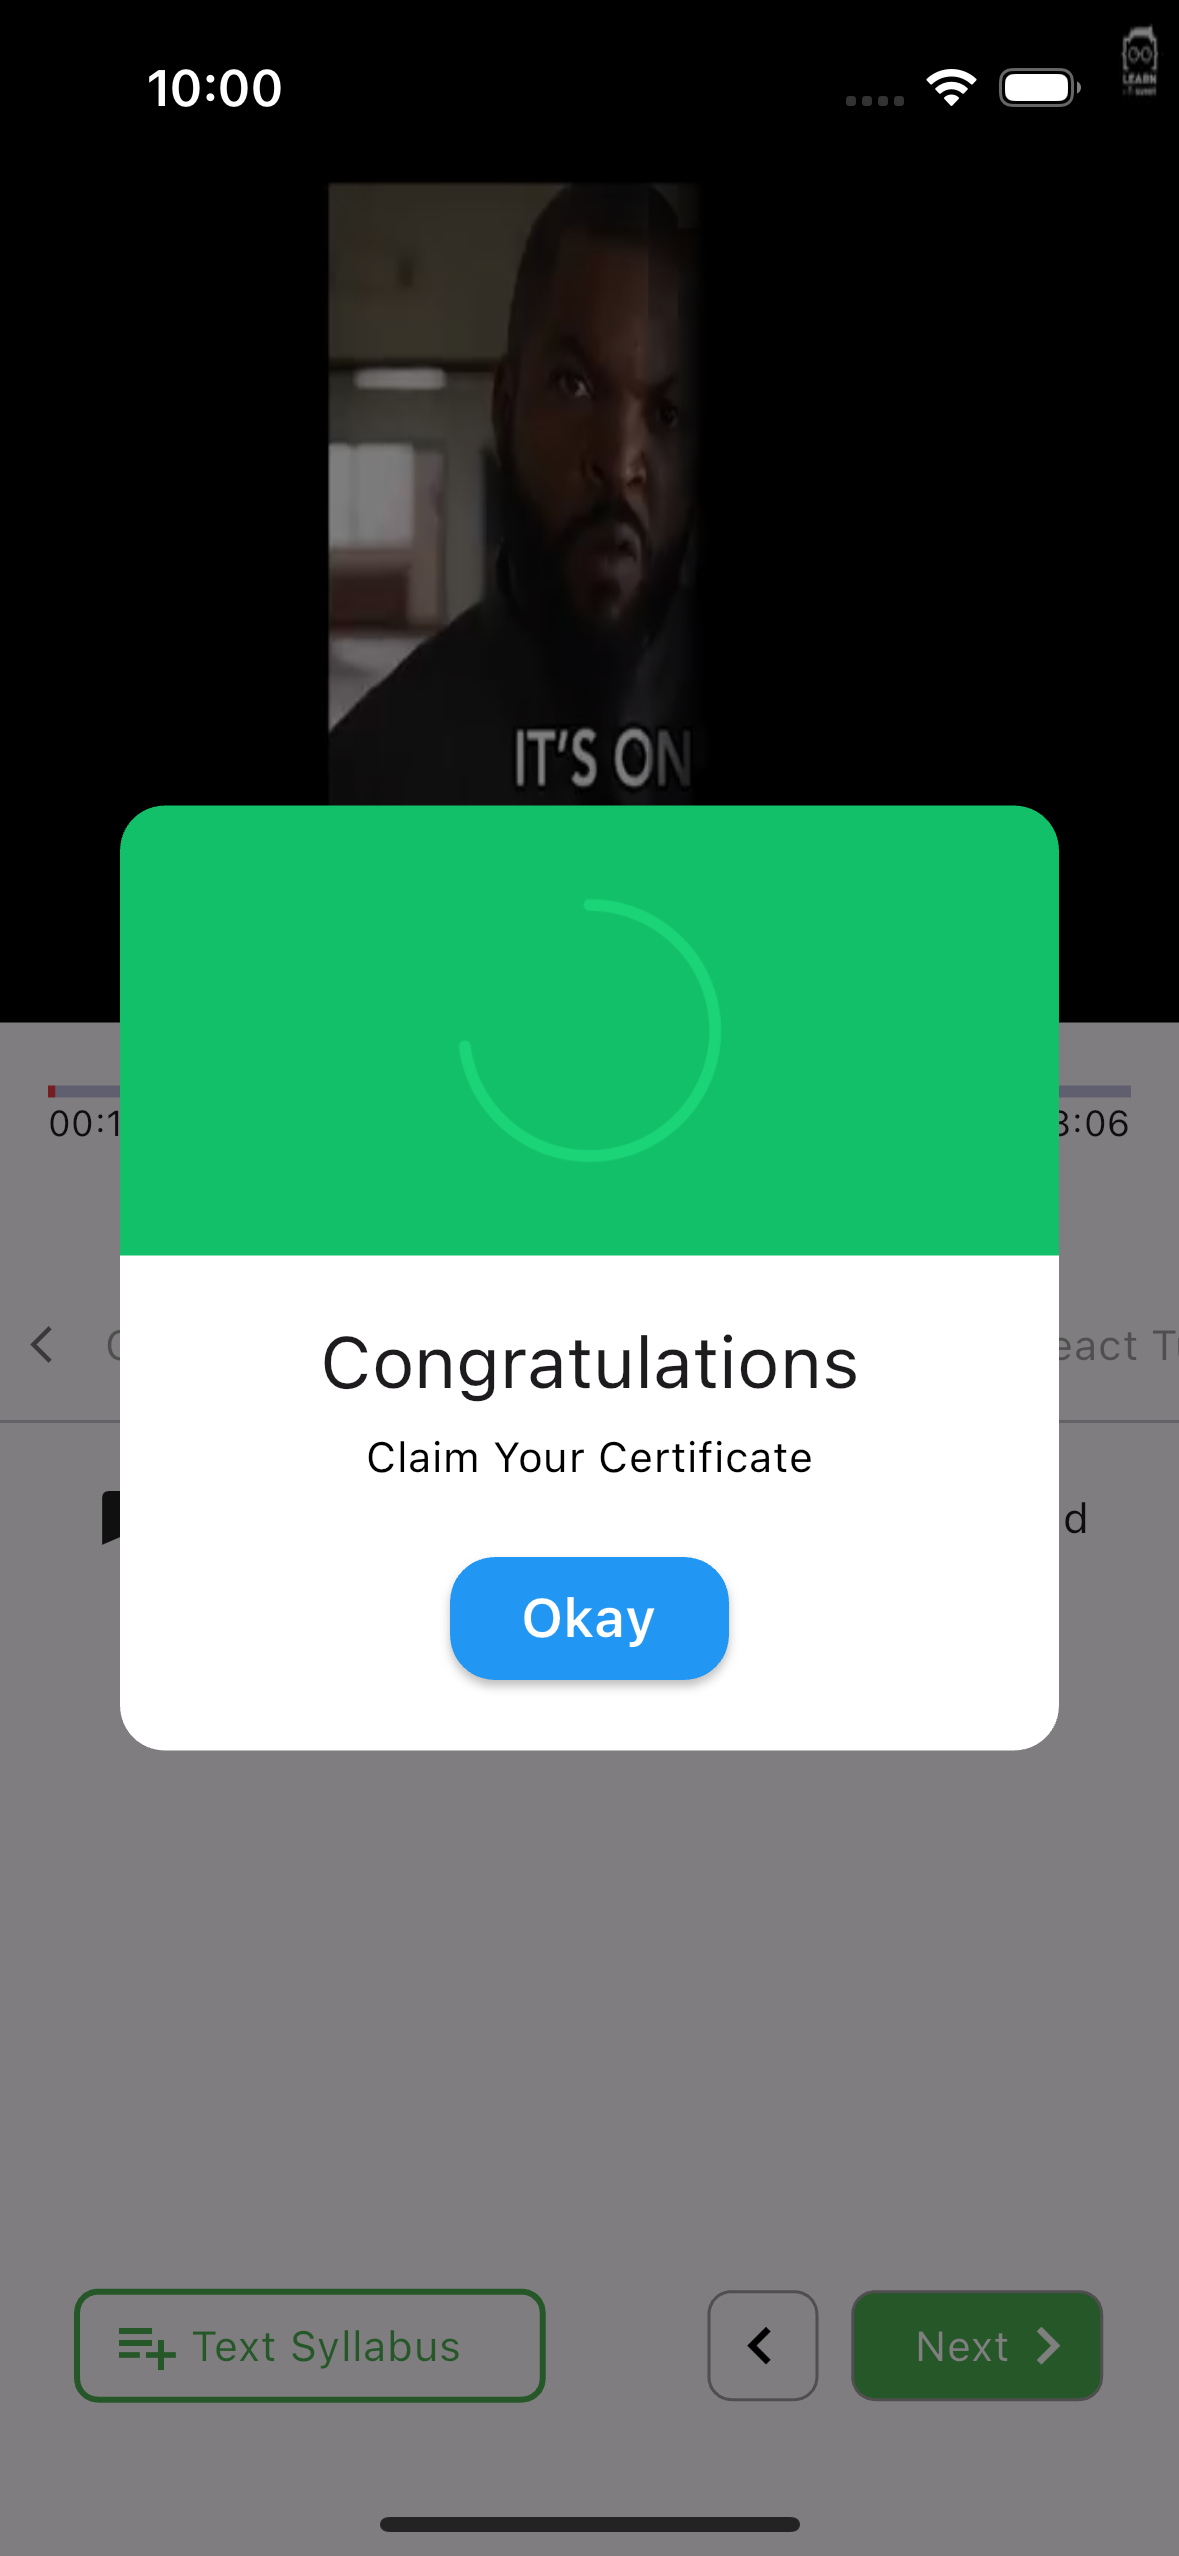 10:00
LEARN
IT'S ON
00:1
3:06
Congratulations
eact T
Claim Your Certificate
d
Okay
Text Syllabus
Next